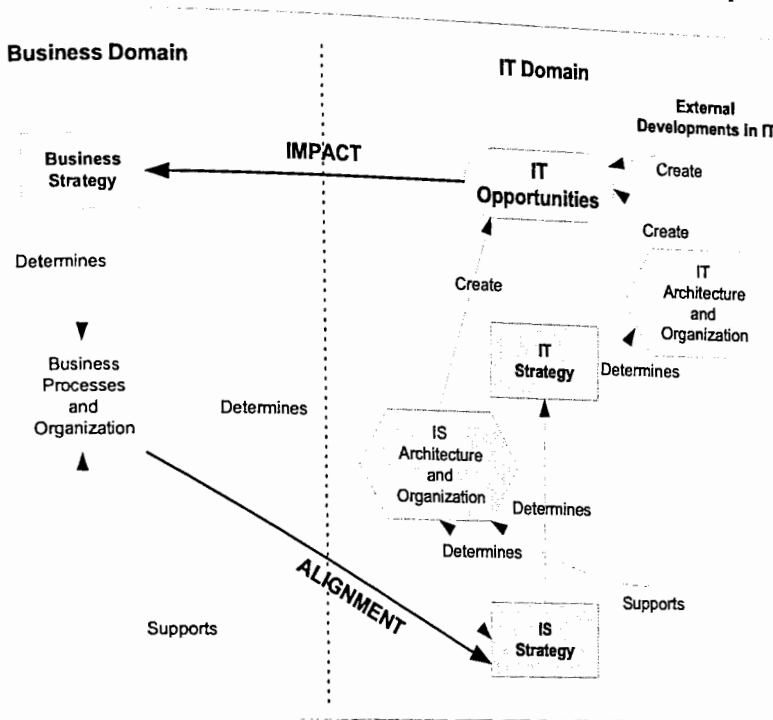 Business Domain
IT Domain
External
Developments in IT
Business
Strategy
IMPACT
IT
Opportunities
Create
Create
Determines
Create
IT
Architecture
and
Organization
IT
Strategy
Determines
Business
Processes
and
Organization
Determines
IS
Architecture
and
Organization
Determines
Determines
ALIGNMENT
Supports
Supports
IS
Strategy